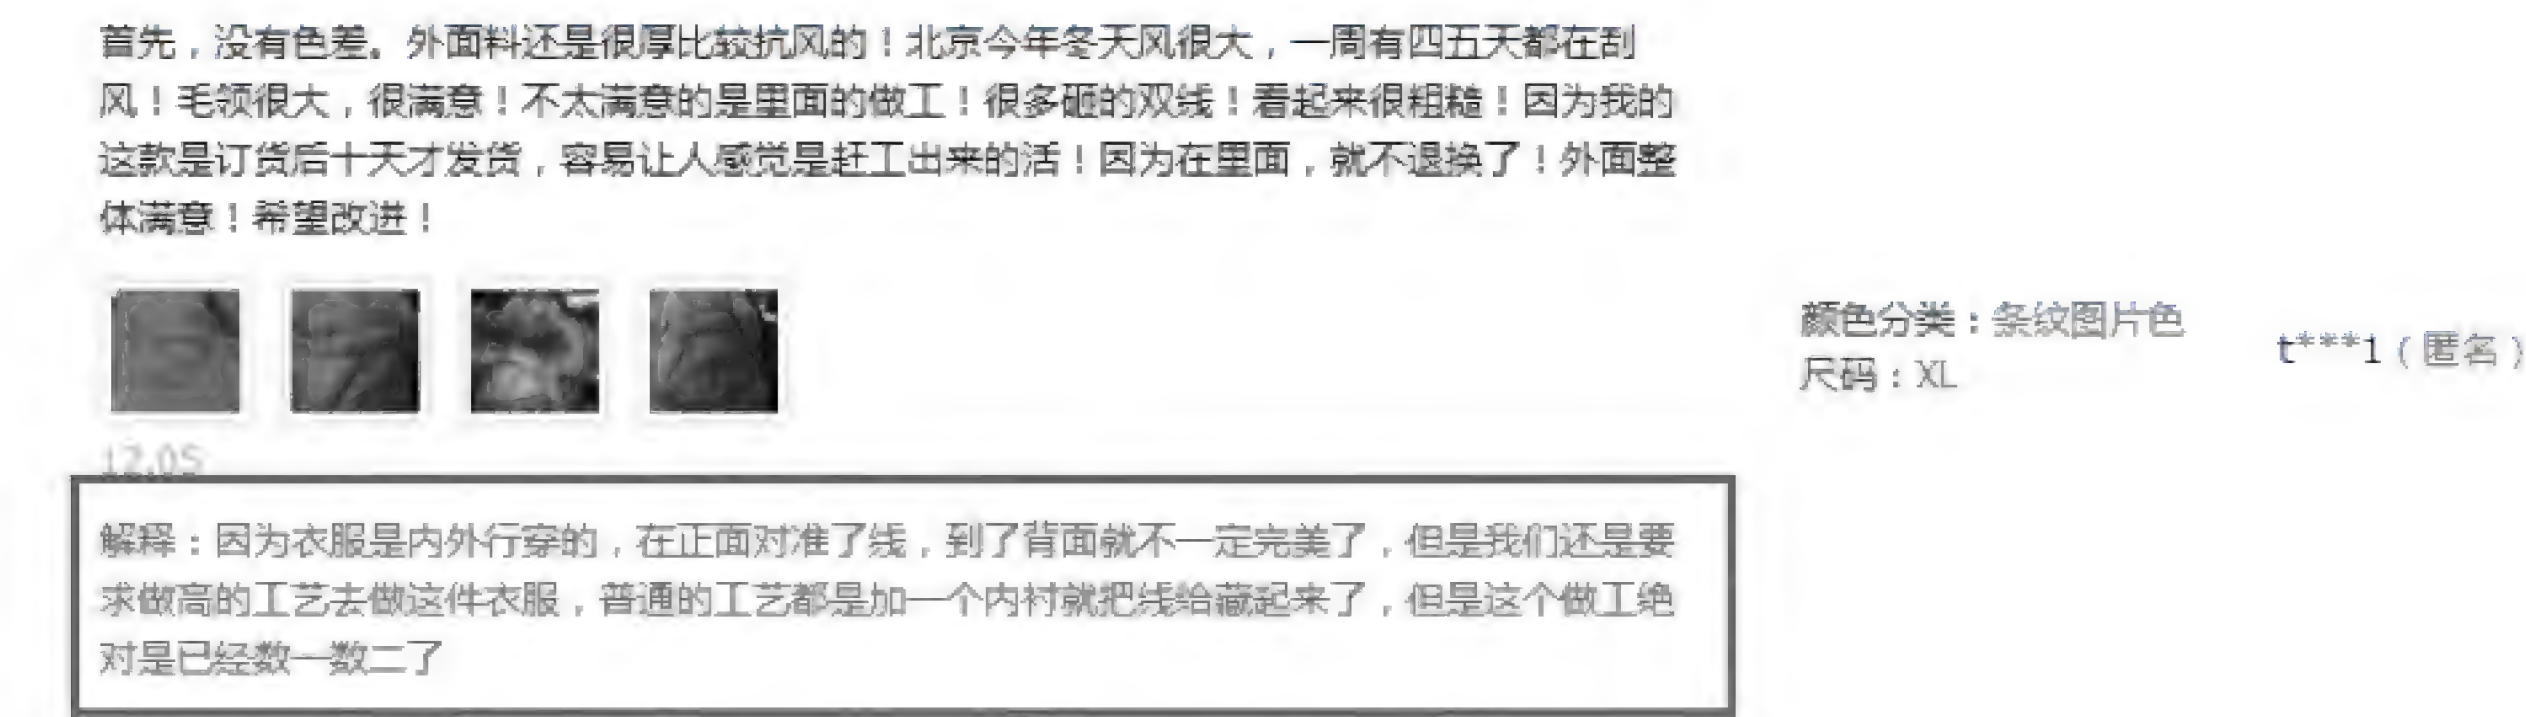 首先，没有色差。外面料还是很厚比较抗风的！北京今年冬天风很大，一周有四五天都在刮
风！毛领很大，很满意！不太满意的是里面的做工！很多砸的双线！看起来很粗糙！因为我的
这款是订货后十天才发货，容易让人感觉是赶工出来的活！因为在里面，就不退换了！外面整
体满意！希望改进！
颜色分类：条纹图片色
尺码：XL
t***1（匿名）
12.05
解释：因为衣服是内外行穿的，在正面对准了线，到了背面就不一定完美了，但是我们还是要
求做高的工艺去做这件衣服，普通的工艺都是加一个内衬就把线给藏起来了，但是这个做工绝
对是已经数一数二了